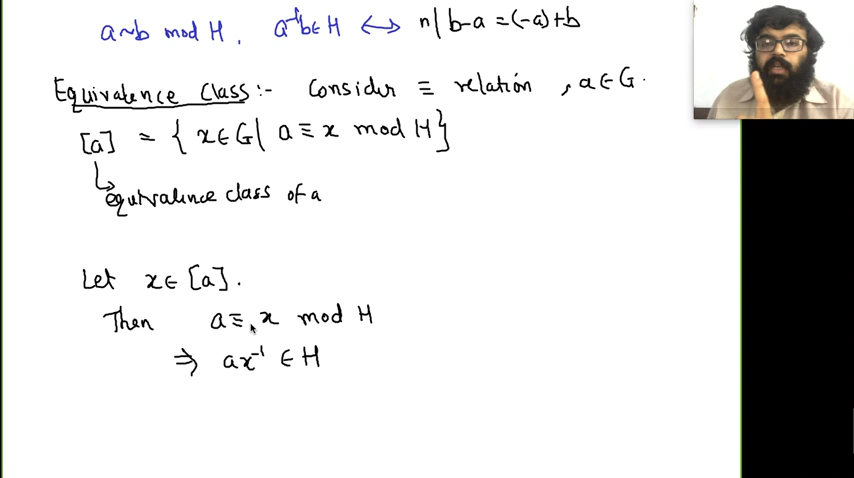 a~b mod H, a⁻¹b∈H ↔ n|b-a=(-a)+b
Equivalence Class:- Consider ≡ relation, a∈G.
[a] = { x∈G | a≡x mod H}
equivalence class of a
Let x∈[a].
Then a≡x mod H
⇒ ax⁻¹ ∈ H